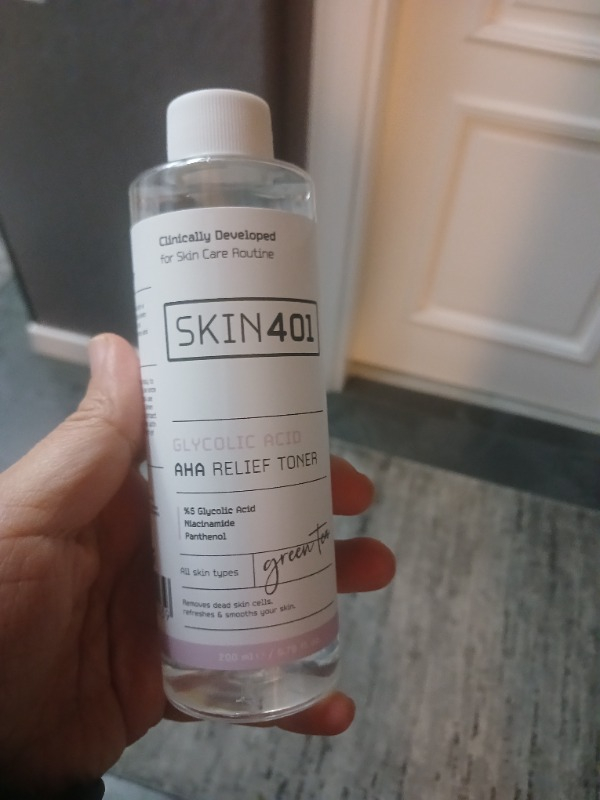 Clinically Developed
for Skin Care Routine
SKIN401
GLYCOLIC ACID
AHA RELIEF TONER
%5 Glycolic Acid
Niacinamide
Panthenol
All skin types
green tea
Removes dead skin cells,
refreshes & smooths your skin.
200 ml